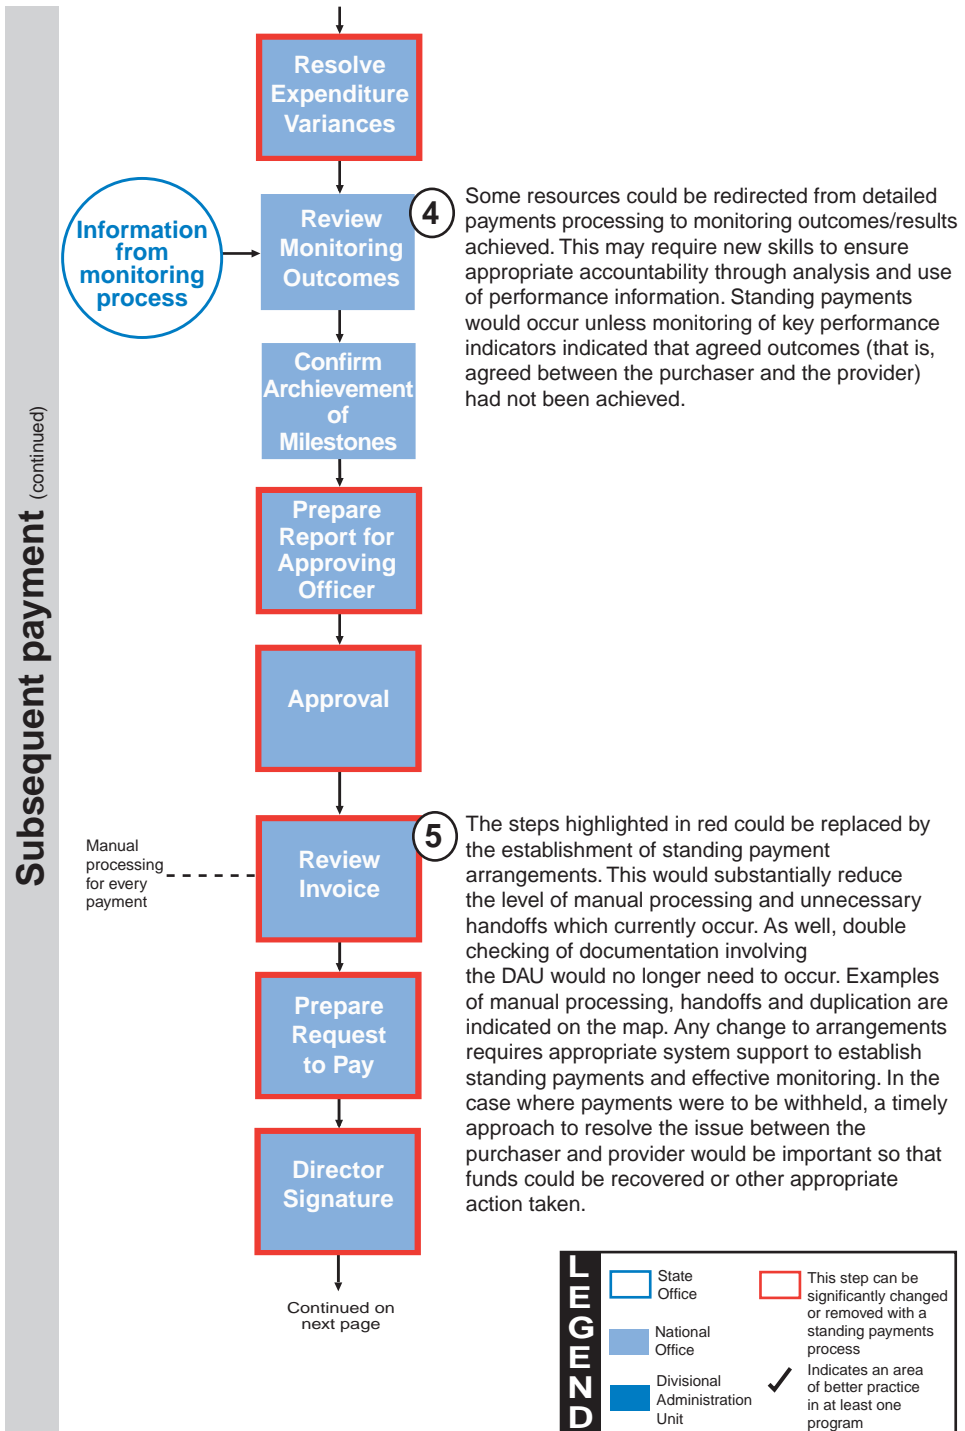 Subsequent payment (continued)
Resolve
Expenditure
Variances
Information
from
monitoring
process
Review
Monitoring
Outcomes
4
Some resources could be redirected from detailed
payments processing to monitoring outcomes/results
achieved. This may require new skills to ensure
appropriate accountability through analysis and use
of performance information. Standing payments
would occur unless monitoring of key performance
indicators indicated that agreed outcomes (that is,
agreed between the purchaser and the provider)
had not been achieved.
Confirm
Archievement
of
Milestones
Prepare
Report for
Approving
Officer
Approval
Manual
processing
for every
payment
Review
Invoice
5
The steps highlighted in red could be replaced by
the establishment of standing payment
arrangements. This would substantially reduce
the level of manual processing and unnecessary
handoffs which currently occur. As well, double
checking of documentation involving
the DAU would no longer need to occur. Examples
of manual processing, handoffs and duplication are
indicated on the map. Any change to arrangements
requires appropriate system support to establish
standing payments and effective monitoring. In the
case where payments were to be withheld, a timely
approach to resolve the issue between the
purchaser and provider would be important so that
funds could be recovered or other appropriate
action taken.
Prepare
Request
to Pay
Director
Signature
Continued on
next page
LEGEND
State
Office
National
Office
Divisional
Administration
Unit
This step can be
significantly changed
or removed with a
standing payments
process
Indicates an area
of better practice
in at least one
program